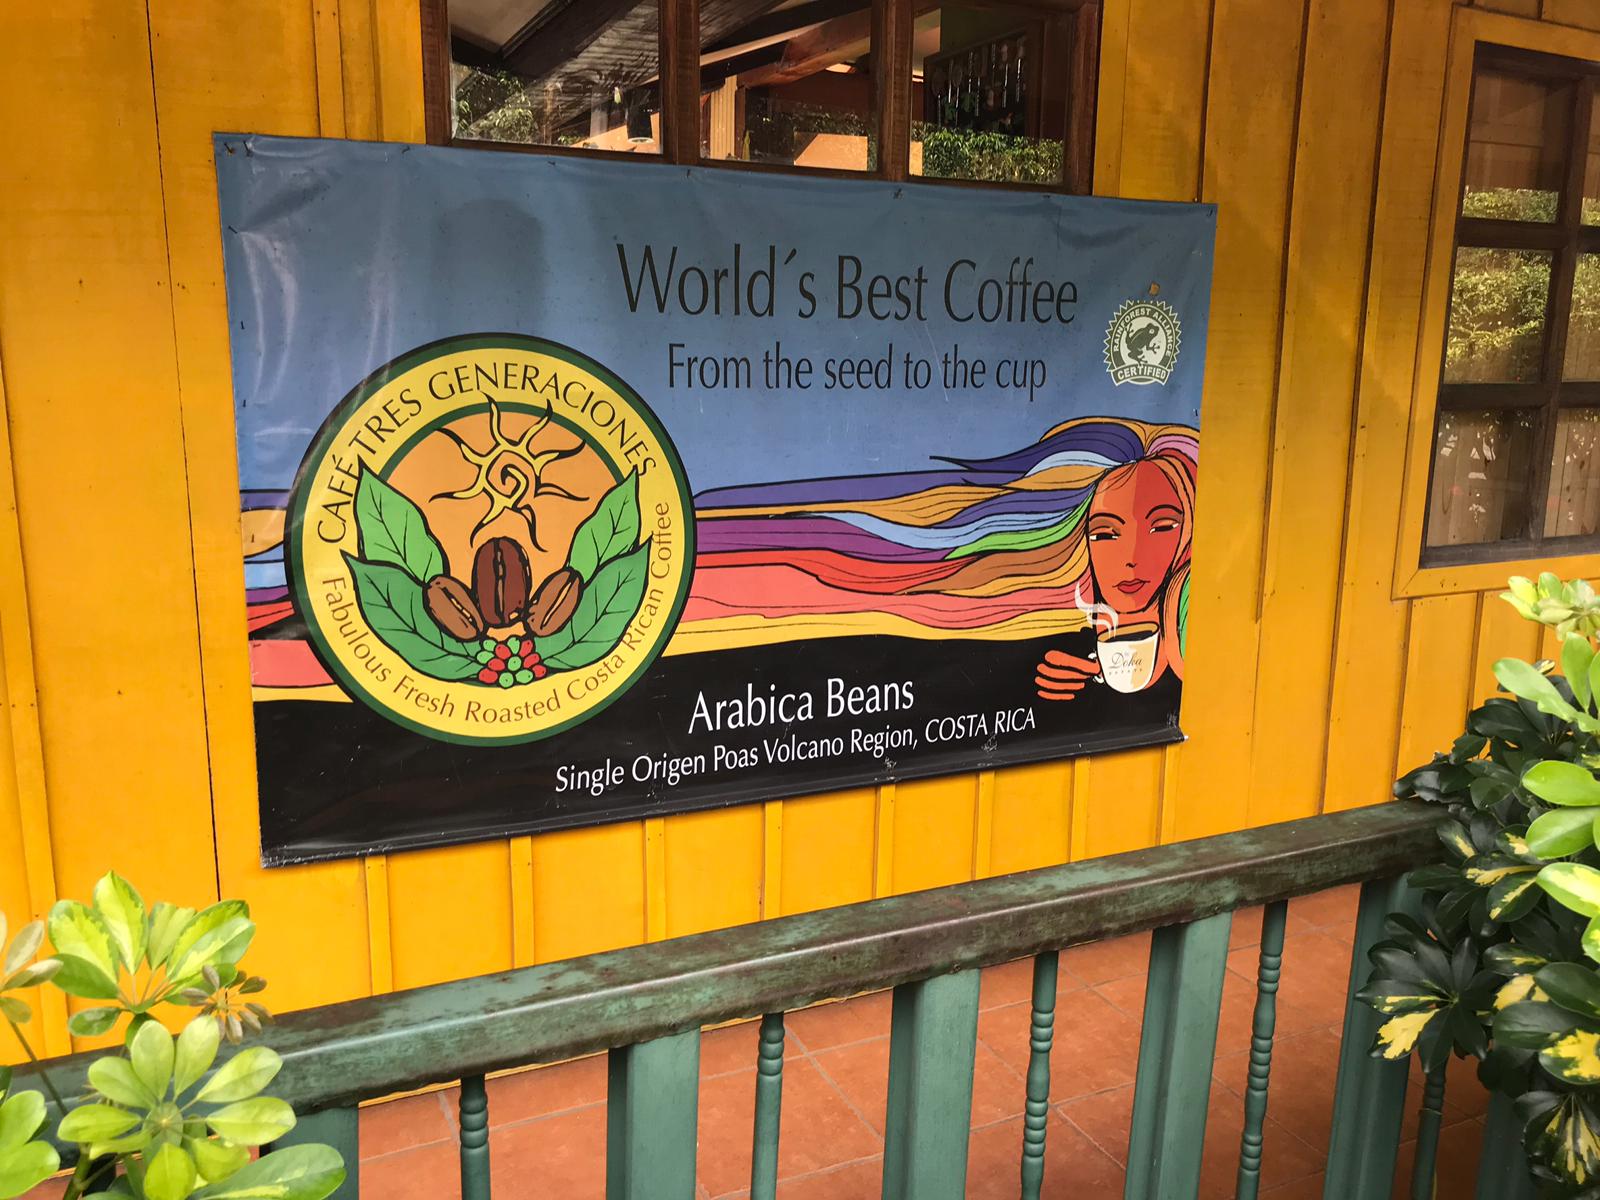 World´s Best Coffee
From the seed to the cup
RAINFOREST ALLIANCE
CERTIFIED
CAFÉ TRES GENERACIONES
Fabulous Fresh Roasted Costa Rican Coffee
Doka
Arabica Beans
Single Origen Poas Volcano Region, COSTA RICA